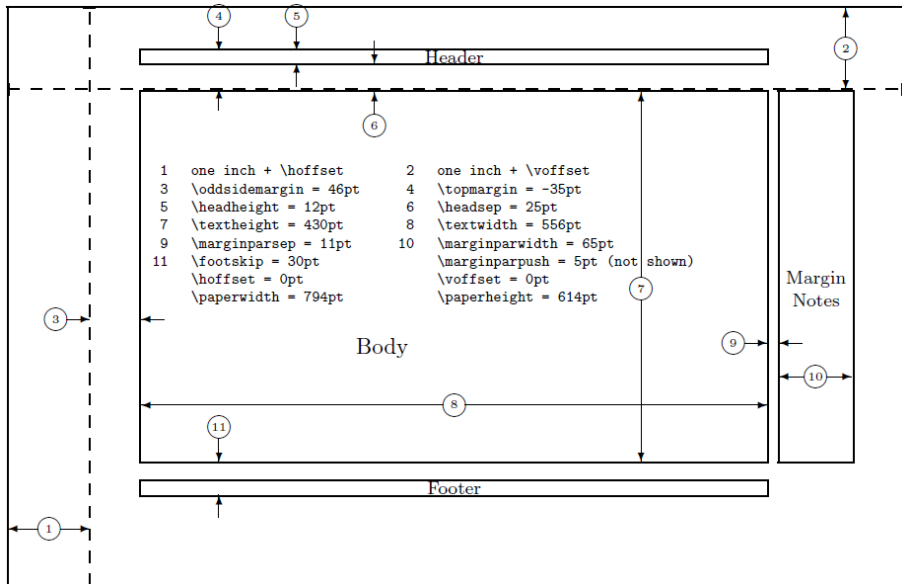 4
5
2
Header
6
1 one inch + \hoffset 2 one inch + \voffset
3 \oddsidemargin = 46pt 4 \topmargin = -35pt
5 \headheight = 12pt 6 \headsep = 25pt
7 \textheight = 430pt 8 \textwidth = 556pt
9 \marginparsep = 11pt 10 \marginparwidth = 65pt
11 \footskip = 30pt \marginparpush = 5pt (not shown)
\hoffset = 0pt \voffset = 0pt
\paperwidth = 794pt \paperheight = 614pt
Margin
Notes
7
3
Body
9
10
8
11
Footer
1